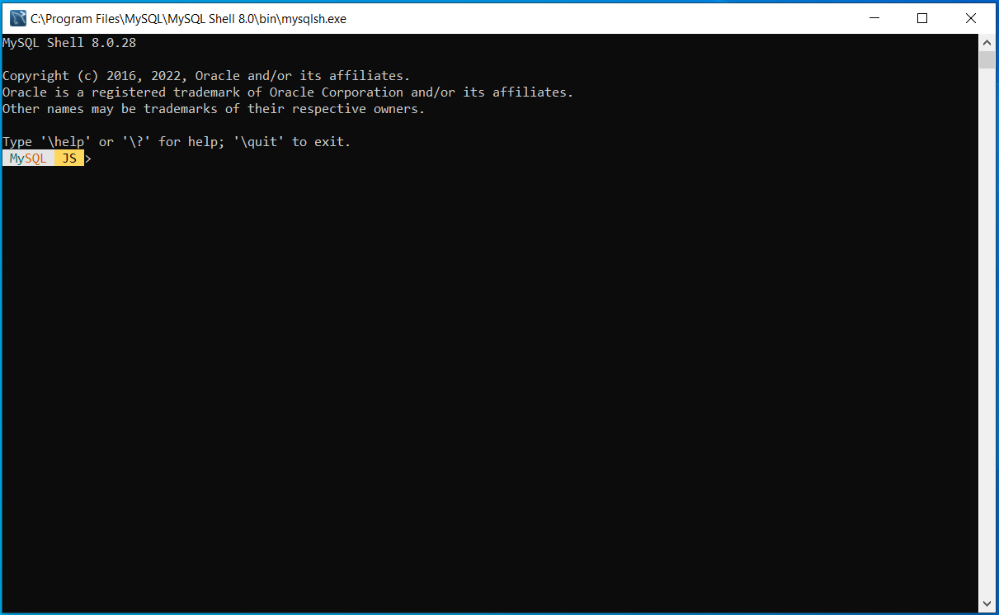 C:\Program Files\MySQL\MySQL Shell 8.0\bin\mysqlsh.exe
MySQL Shell 8.0.28
Copyright (c) 2016, 2022, Oracle and/or its affiliates.
Oracle is a registered trademark of Oracle Corporation and/or its affiliates.
Other names may be trademarks of their respective owners.
Type '\help' or '\?' for help; '\quit' to exit.
MySQL JS >